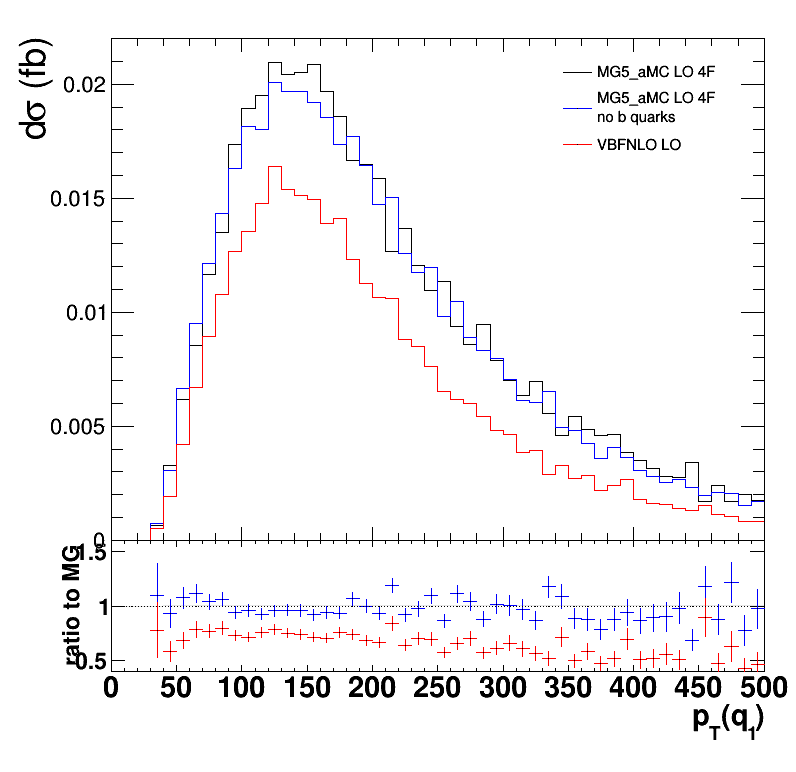 dσ (fb)
MG5_aMC LO 4F
MG5_aMC LO 4F
no b quarks
VBFNLO LO
0.02
0.015
0.01
0.005
0
ratio to MG
1.5
1
0.5
0 50 100 150 200 250 300 350 400 450 500
p_T(q_1)